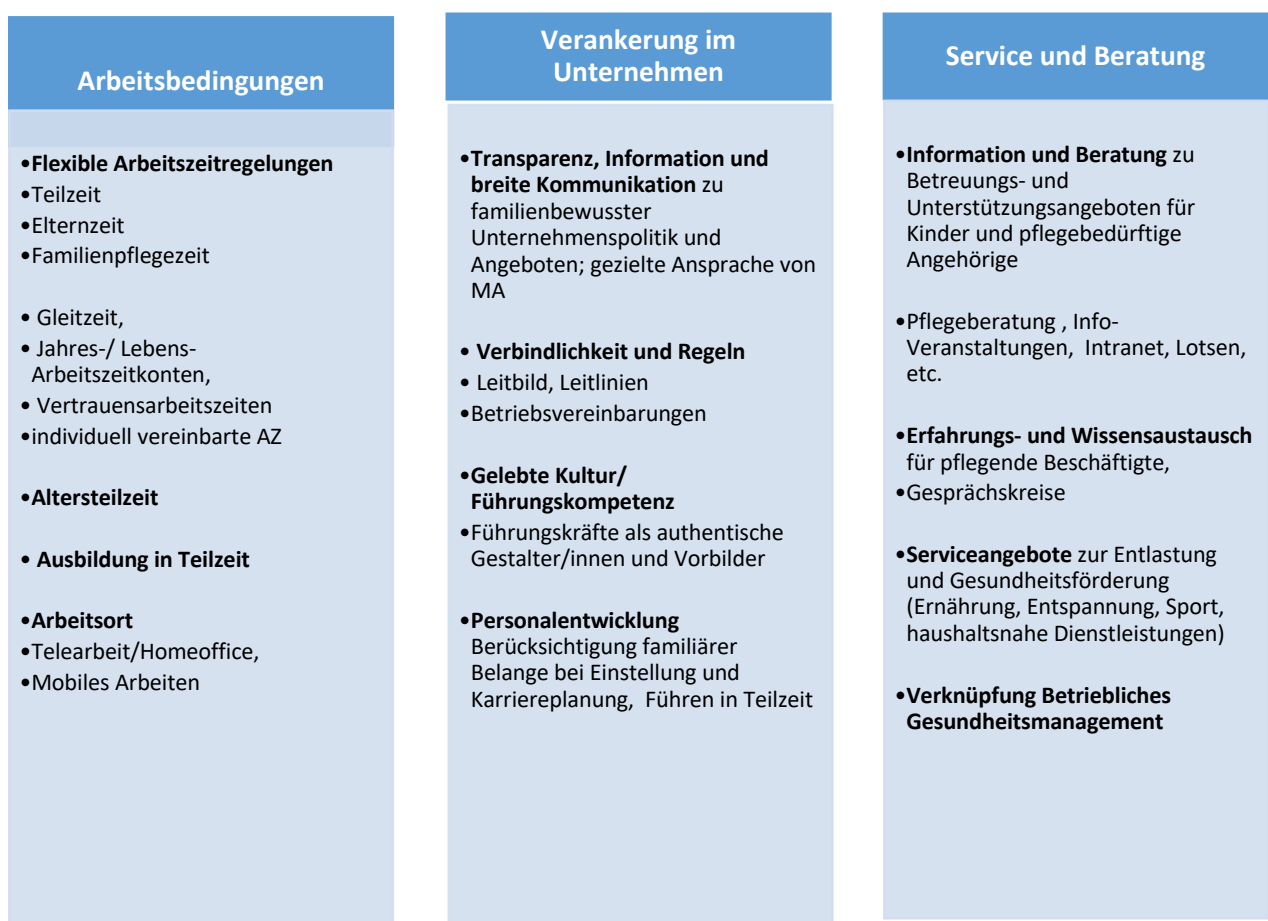 Arbeitsbedingungen
•Flexible Arbeitszeitregelungen
•Teilzeit
•Elternzeit
•Familienpflegezeit
• Gleitzeit,
• Jahres-/ Lebens-
Arbeitszeitkonten,
• Vertrauensarbeitszeiten
•individuell vereinbarte AZ
•Altersteilzeit
• Ausbildung in Teilzeit
•Arbeitsort
•Telearbeit/Homeoffice,
•Mobiles Arbeiten
Verankerung im
Unternehmen
•Transparenz, Information und
breite Kommunikation zu
familienbewusster
Unternehmenspolitik und
Angeboten; gezielte Ansprache von
MA
• Verbindlichkeit und Regeln
• Leitbild, Leitlinien
•Betriebsvereinbarungen
•Gelebte Kultur/
Führungskompetenz
•Führungskräfte als authentische
Gestalter/innen und Vorbilder
•Personalentwicklung
Berücksichtigung familiärer
Belange bei Einstellung und
Karriereplanung, Führen in Teilzeit
Service und Beratung
•Information und Beratung zu
Betreuungs- und
Unterstützungsangeboten für
Kinder und pflegebedürftige
Angehörige
•Pflegeberatung , Info-
Veranstaltungen, Intranet, Lotsen,
etc.
•Erfahrungs- und Wissensaustausch
für pflegende Beschäftigte,
•Gesprächskreise
•Serviceangebote zur Entlastung
und Gesundheitsförderung
(Ernährung, Entspannung, Sport,
haushaltsnahe Dienstleistungen)
•Verknüpfung Betriebliches
Gesundheitsmanagement